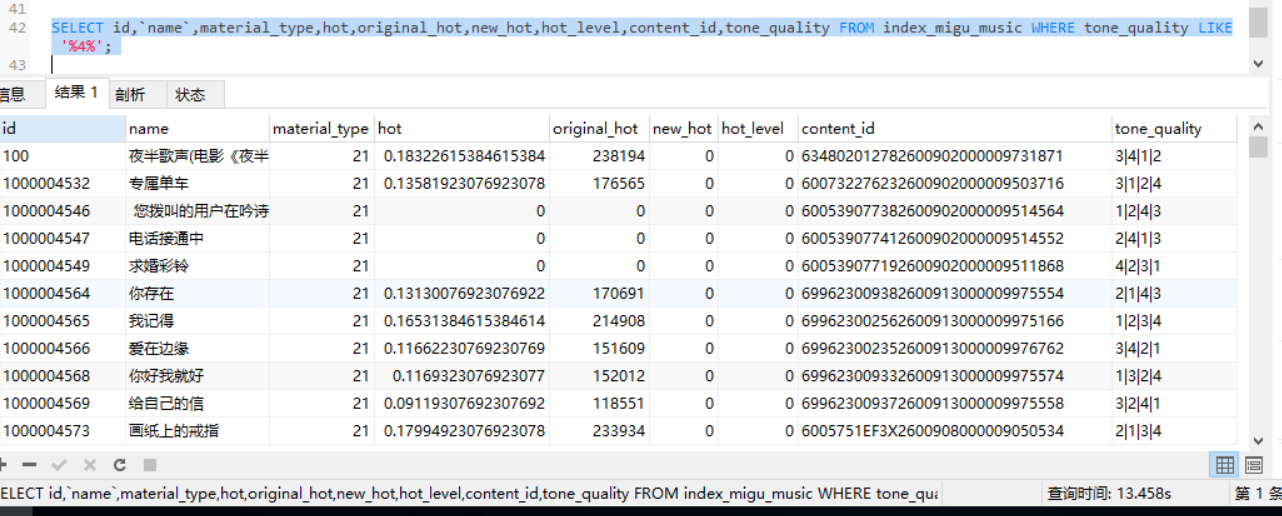 41
42 SELECT id,`name`,material_type,hot,original_hot,new_hot,hot_level,content_id,tone_quality FROM index_migu_music WHERE tone_quality LIKE
'%4%';
43
信息 结果 1 剖析 状态
id name material_type hot original_hot new_hot hot_level content_id tone_quality
100 夜半歌声(电影《夜半 21 0.18322615384615384 238194 0 0 634802012782600902000009731871 3|4|1|2
1000004532 专属单车 21 0.13581923076923078 176565 0 0 600732276232600902000009503716 3|1|2|4
1000004546 您拨叫的用户在吟诗 21 0 0 0 0 600539077382600902000009514564 1|2|4|3
1000004547 电话接通中 21 0 0 0 0 600539077412600902000009514552 2|4|1|3
1000004549 求婚彩铃 21 0 0 0 0 600539077192600902000009511868 4|2|3|1
1000004564 你存在 21 0.13130076923076922 170691 0 0 699623009382600913000009975554 2|1|4|3
1000004565 我记得 21 0.16531384615384614 214908 0 0 699623002562600913000009975166 1|2|3|4
1000004566 爱在边缘 21 0.11662230769230769 151609 0 0 699623002352600913000009976762 3|4|2|1
1000004568 你好我就好 21 0.1169323076923077 152012 0 0 699623009332600913000009975574 1|3|2|4
1000004569 给自己的信 21 0.09119307692307692 118551 0 0 699623009372600913000009975558 3|2|4|1
1000004573 画纸上的戒指 21 0.17994923076923078 233934 0 0 6005751EF3X2600908000009050534 2|1|3|4
ELECT id,`name`,material_type,hot,original_hot,new_hot,hot_level,content_id,tone_quality FROM index_migu_music WHERE tone_qua 查询时间: 13.458s 第 1 条